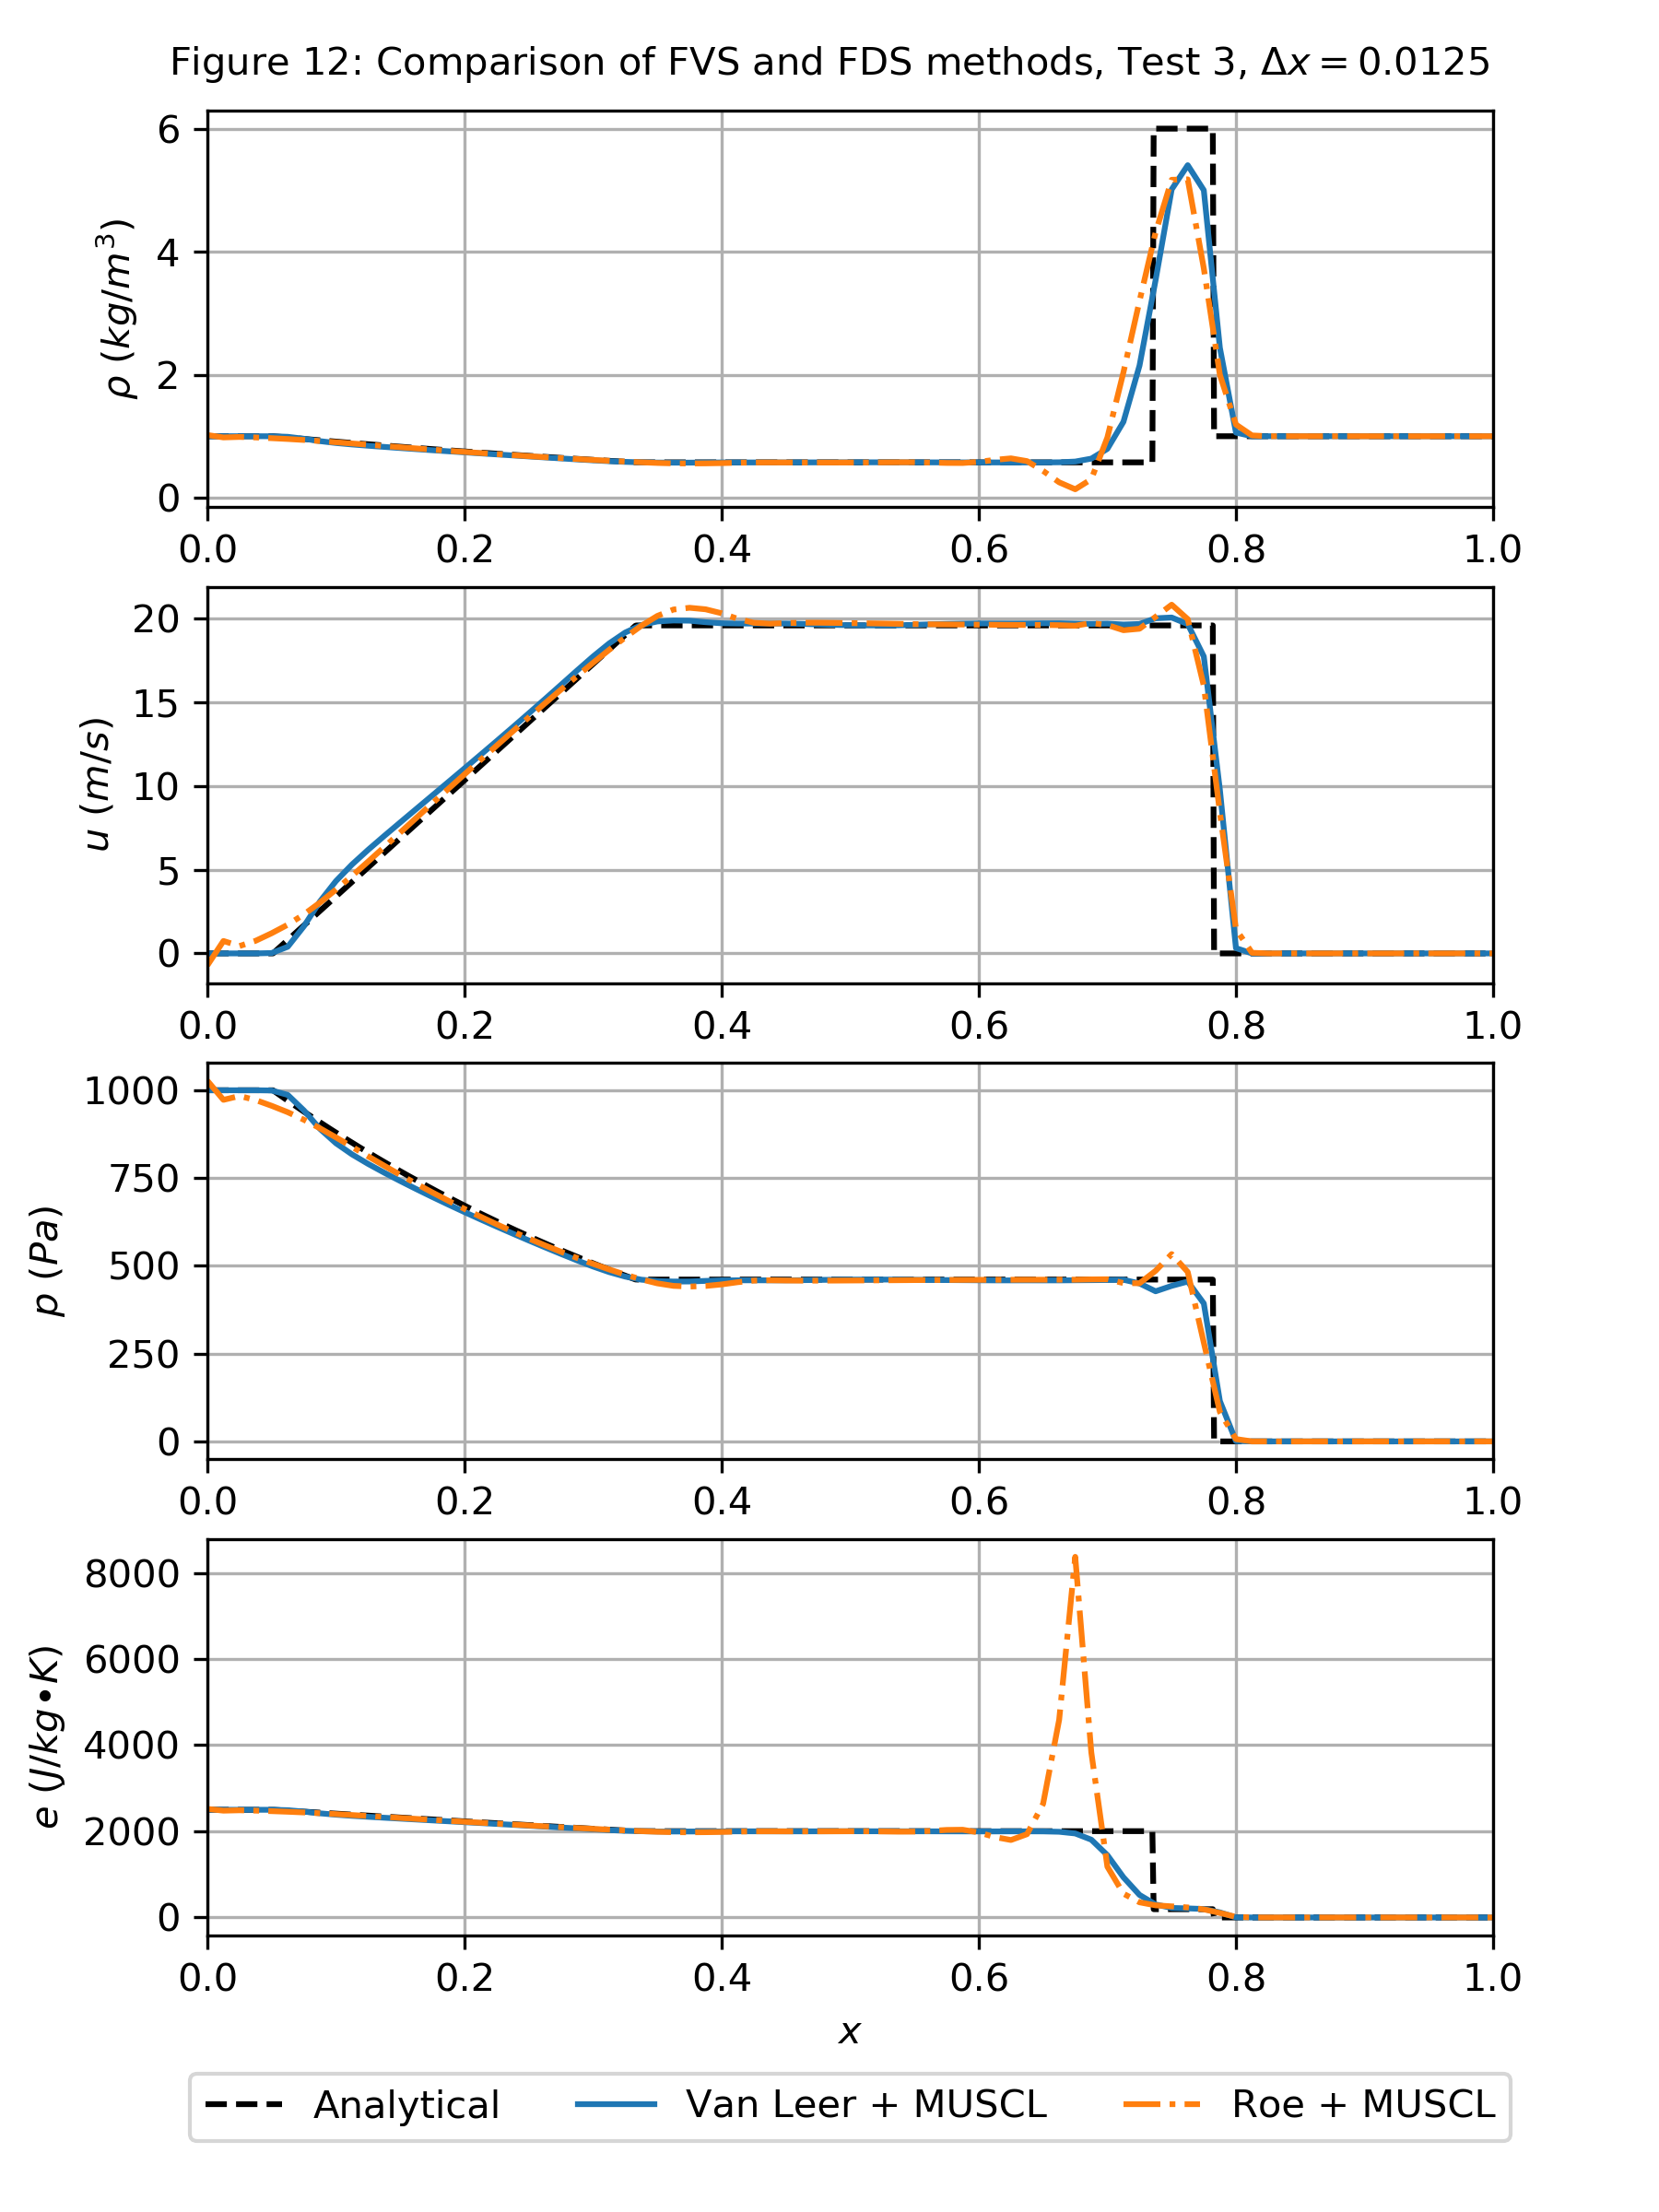 Figure 12: Comparison of FVS and FDS methods, Test 3, Δx = 0.0125
6
4
2
0
ρ (kg/m³)
0.0 0.2 0.4 0.6 0.8 1.0
20
15
10
5
0
u (m/s)
0.0 0.2 0.4 0.6 0.8 1.0
1000
750
500
250
0
p (Pa)
0.0 0.2 0.4 0.6 0.8 1.0
8000
6000
4000
2000
0
e (J/kg•K)
0.0 0.2 0.4 0.6 0.8 1.0
x
Analytical Van Leer + MUSCL Roe + MUSCL